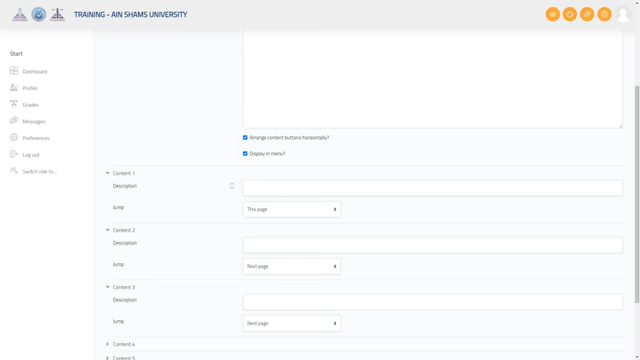 TRAINING - AIN SHAMS UNIVERSITY
Start
Dashboard
Profile
Grades
Messages
Preferences
Log out
Switch role to...
Arrange content buttons horizontally?
Display in menu?
Content 1
Description
Jump
This page
Content 2
Description
Jump
Next page
Content 3
Description
Jump
Next page
Content 4
Content 5